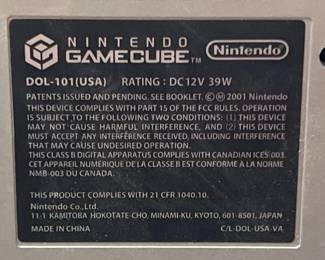 NINTENDO
GAMECUBE™
Nintendo
DOL-101(USA) RATING : DC 12V 39W
PATENTS ISSUED AND PENDING. SEE BOOKLET. ©Ⓜ 2001 Nintendo
THIS DEVICE COMPLIES WITH PART 15 OF THE FCC RULES. OPERATION
IS SUBJECT TO THE FOLLOWING TWO CONDITIONS: (1) THIS DEVICE
MAY NOT CAUSE HARMFUL INTERFERENCE, AND (2) THIS DEVICE
MUST ACCEPT ANY INTERFERENCE RECEIVED, INCLUDING INTERFERENCE
THAT MAY CAUSE UNDESIRED OPERATION.
THIS CLASS B DIGITAL APPARATUS COMPLIES WITH CANADIAN ICES-003.
CET APPAREIL NUMÉRIQUE DE LA CLASSE B EST CONFORME À LA NORME
NMB-003 DU CANADA.
THIS PRODUCT COMPLIES WITH 21 CFR 1040.10.
Nintendo Co.,Ltd.
11-1 KAMITOBA HOKOTATE-CHO, MINAMI-KU, KYOTO, 601-8501, JAPAN
MADE IN CHINA C/L-DOL-USA-VA